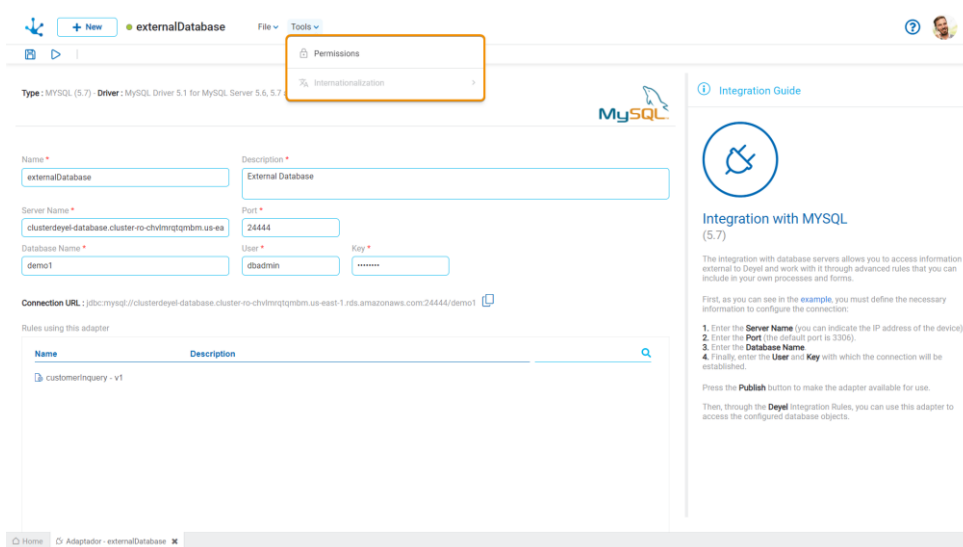 + New
externalDatabase
File
Tools
?
Permissions
Internationalization
Type : MYSQL (5.7) - Driver : MySQL Driver 5.1 for MySQL Server 5.6, 5.7
MySQL
Name *
Description *
externalDatabase
External Database
Server Name *
Port *
clusterdeyel-database.cluster-ro-chvlmrqtqmbm.us-ea
24444
Database Name *
User *
Key *
demo1
dbadmin
••••••••
Connection URL : jdbc:mysql://clusterdeyel-database.cluster-ro-chvlmrqtqmbm.us-east-1.rds.amazonaws.com:24444/demo1
Rules using this adapter
Name
Description
customerInquery - v1
Integration Guide
Integration with MYSQL
(5.7)
The integration with database servers allows you to access information
external to Deyel and work with it through advanced rules that you can
include in your own processes and forms.
First, as you can see in the example, you must define the necessary
information to configure the connection:
1. Enter the Server Name (you can indicate the IP address of the device)
2. Enter the Port (the default port is 3306).
3. Enter the Database Name.
4. Finally, enter the User and Key with which the connection will be
established.
Press the Publish button to make the adapter available for use.
Then, through the Deyel Integration Rules, you can use this adapter to
access the configured database objects.
Home
Adaptador - externalDatabase